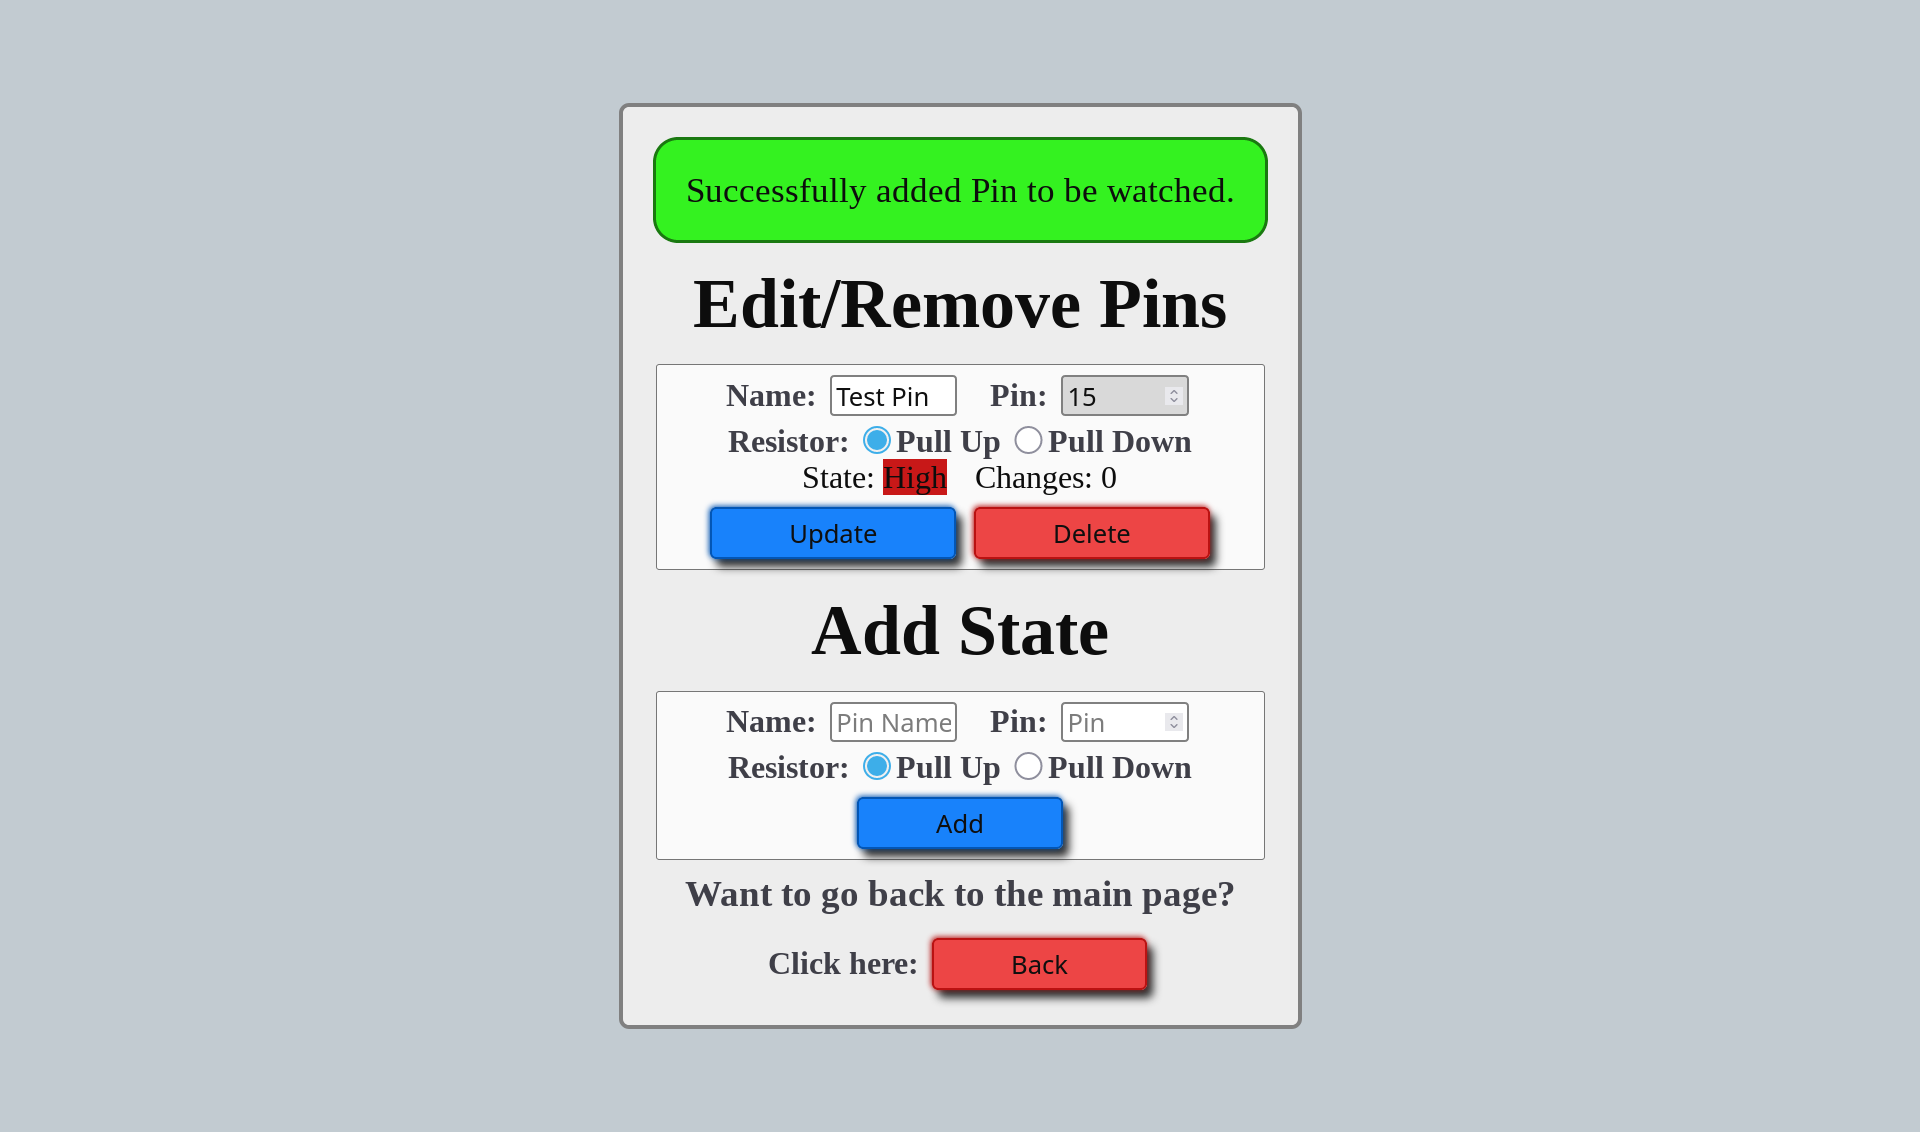 Successfully added Pin to be watched.
Edit/Remove Pins
Name: Test Pin Pin: 15
Resistor: Pull Up Pull Down
State: High Changes: 0
Update Delete
Add State
Name: Pin Name Pin: Pin
Resistor: Pull Up Pull Down
Add
Want to go back to the main page?
Click here: Back